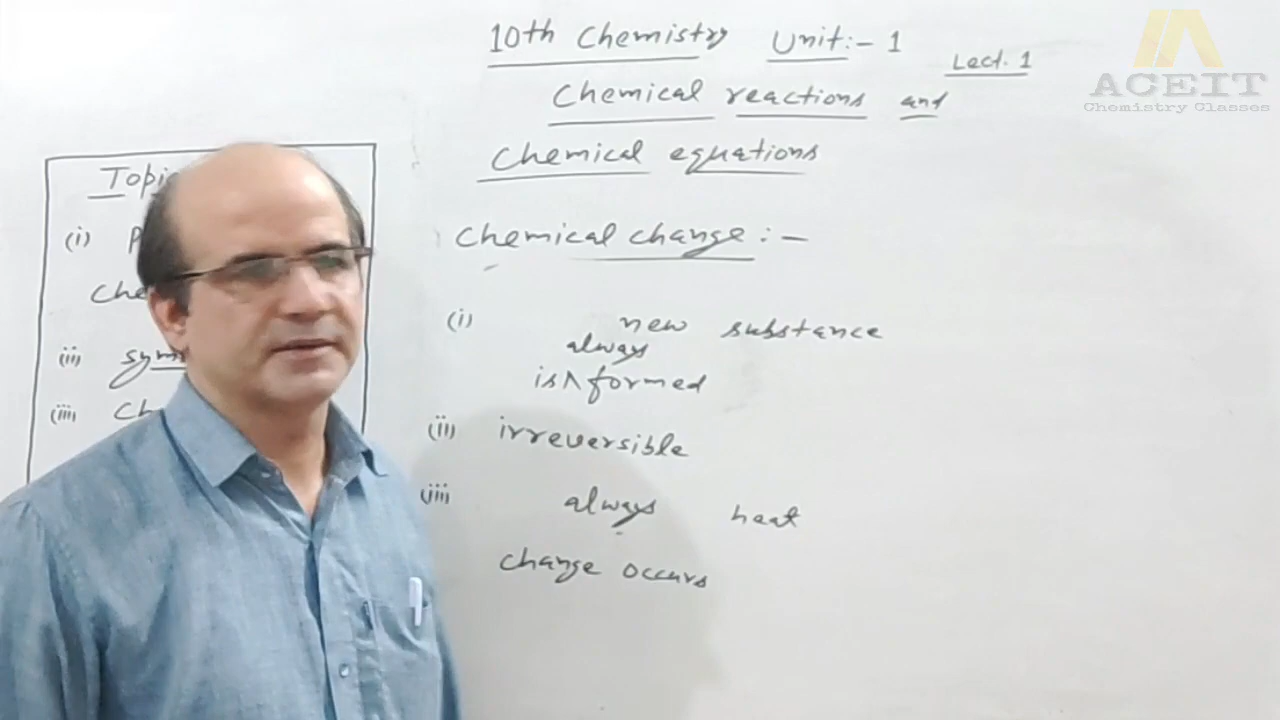 10th Chemistry Unit:- 1
Lect. 1
Chemical reactions and
Chemical equations
ACEIT
Chemistry Classes
Topi
(i) P
Che
(ii) sym
(iii) Ch
Chemical change :-
(i) new substance
always
is ^ formed
(ii) irreversible
(iii) always heat
change occurs